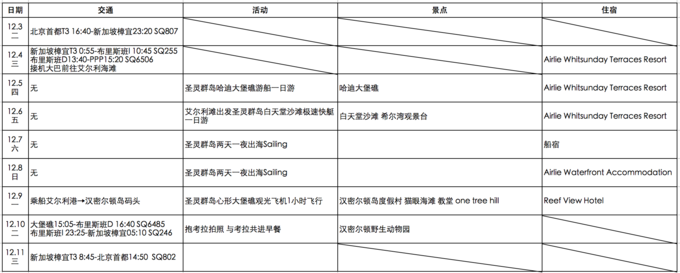 日期 交通 活动 景点 住宿
12.3
二 北京首都T3 16:40-新加坡樟宜23:20 SQ807
12.4
三 新加坡樟宜T3 0:55-布里斯班I 10:45 SQ255
布里斯班D13:40-PPP15:20 SQ6506
接机大巴前往艾尔利海滩 Airlie Whitsunday Terraces Resort
12.5
四 无 圣灵群岛哈迪大堡礁游船一日游 哈迪大堡礁 Airlie Whitsunday Terraces Resort
12.6
五 无 艾尔利滩出发圣灵群岛白天堂沙滩极速快艇
一日游 白天堂沙滩 希尔湾观景台 Airlie Whitsunday Terraces Resort
12.7
六 无 圣灵群岛两天一夜出海Sailing 船宿
12.8
日 无 圣灵群岛两天一夜出海Sailing Airlie Waterfront Accommodation
12.9
一 乘船艾尔利港→汉密尔顿岛码头 圣灵群岛心形大堡礁观光飞机1小时飞行 汉密尔顿岛度假村 猫眼海滩 教堂 one tree hill Reef View Hotel
12.10
二 大堡礁15:05-布里斯班D 16:40 SQ6485
布里斯班I 23:25-新加坡樟宜05:10 SQ246 抱考拉拍照 与考拉共进早餐 汉密尔顿野生动物园
12.11
三 新加坡樟宜T3 8:45-北京首都14:50 SQ802